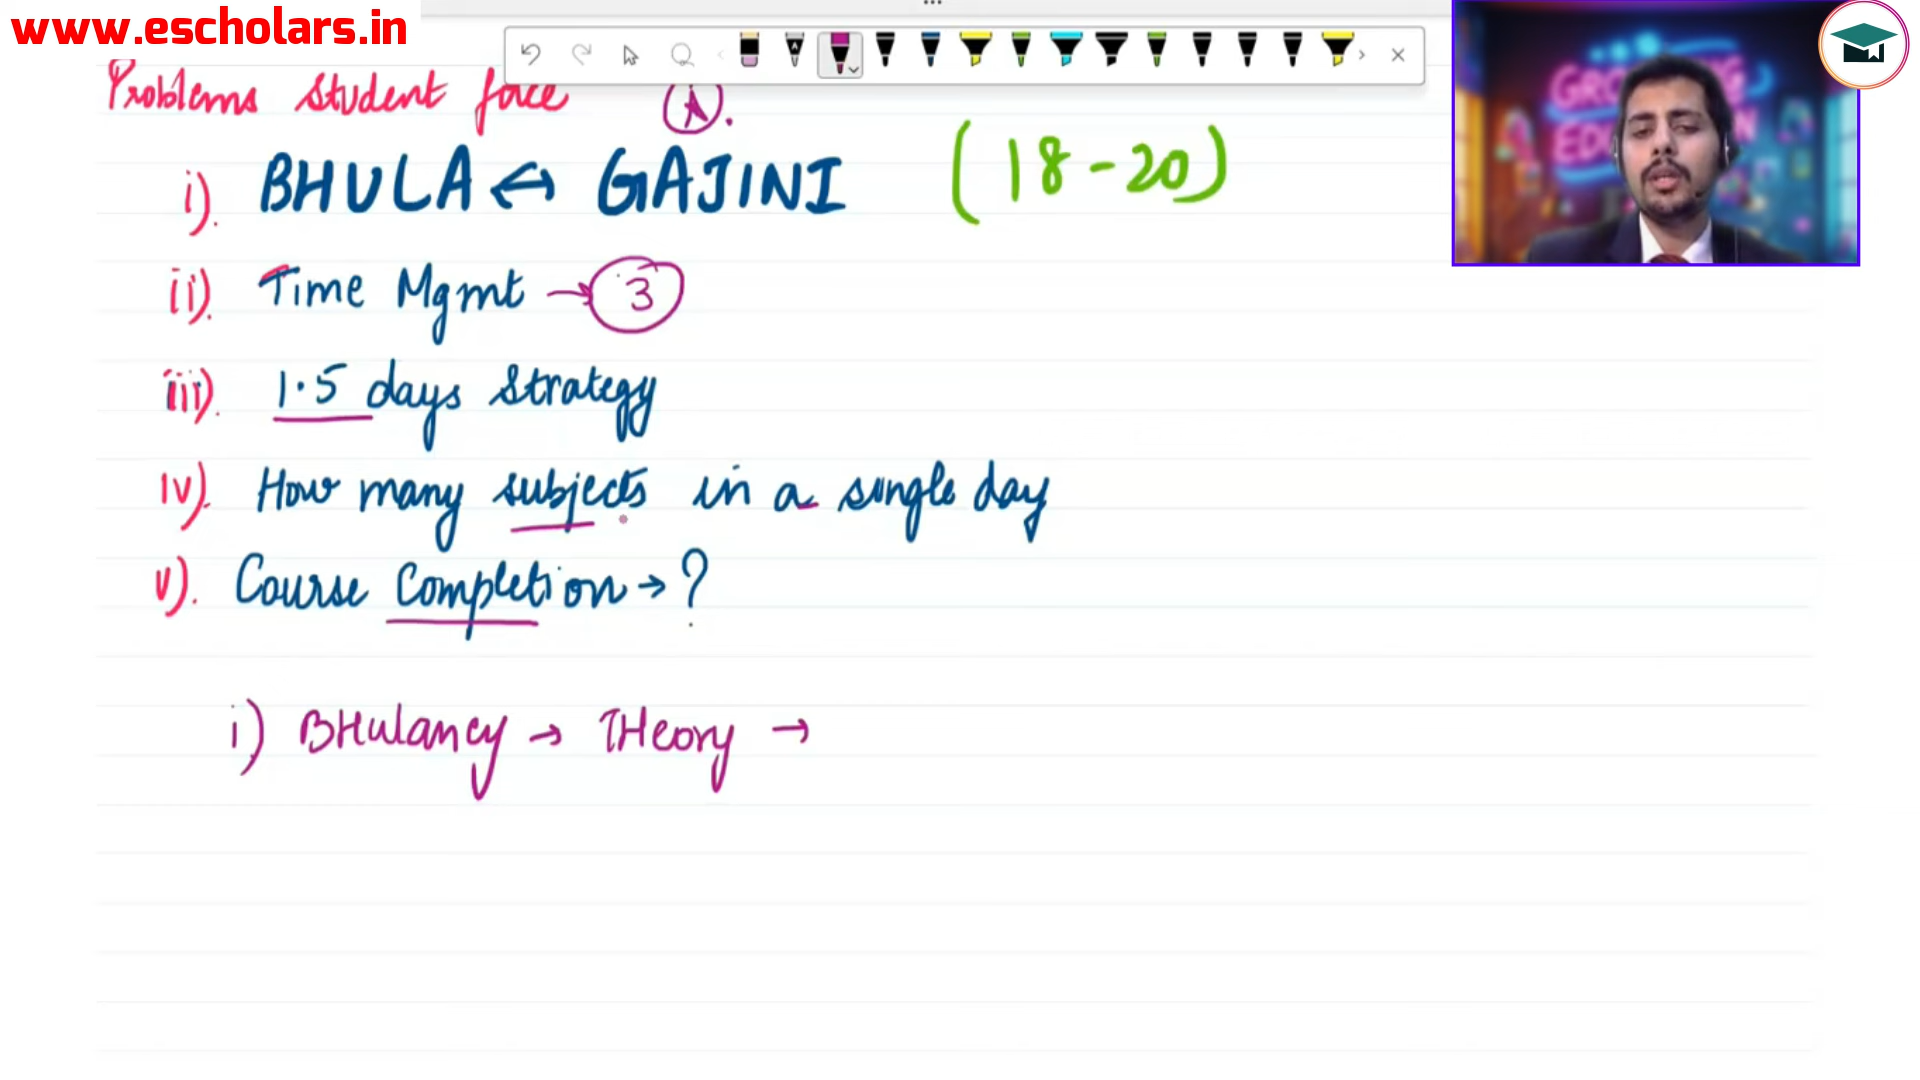 www.escholars.in
Problems Student face
A.
i). BHULA ↔ GAJINI (18-20)
ii). Time Mgmt → 3
iii). 1.5 days Strategy
iv). How many subjects in a single day
v). Course Completion → ?
i) BHulancy → THeory →